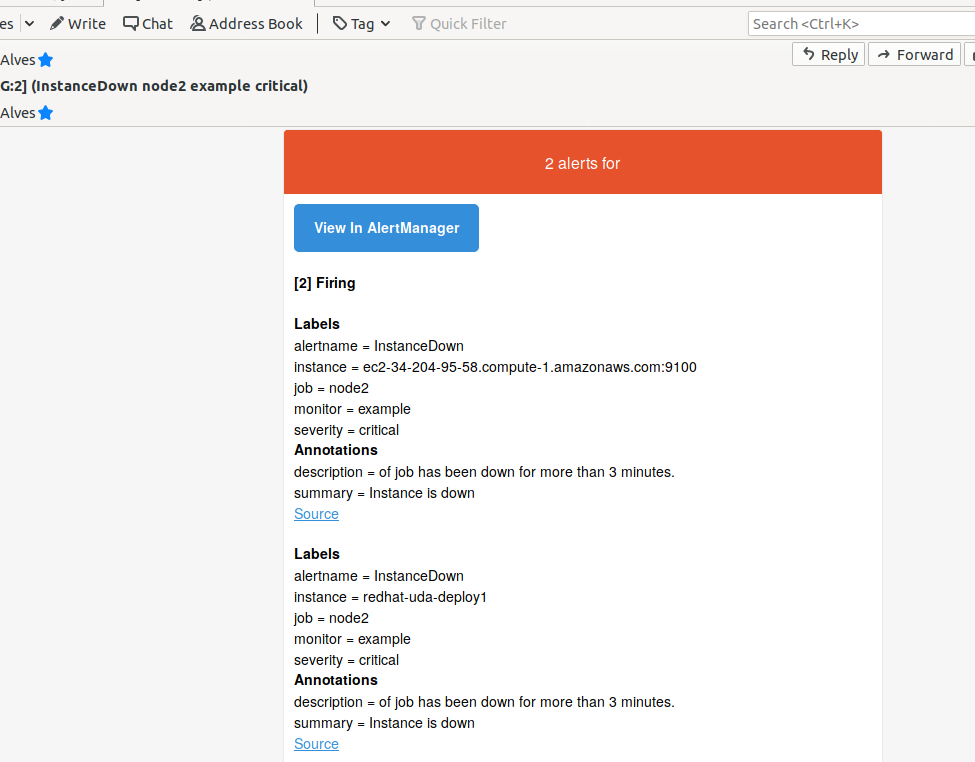 es Write Chat Address Book Tag Quick Filter Search <Ctrl+K>
Alves Reply Forward
G:2] (InstanceDown node2 example critical)
Alves
2 alerts for
View In AlertManager
[2] Firing
Labels
alertname = InstanceDown
instance = ec2-34-204-95-58.compute-1.amazonaws.com:9100
job = node2
monitor = example
severity = critical
Annotations
description = of job has been down for more than 3 minutes.
summary = Instance is down
Source
Labels
alertname = InstanceDown
instance = redhat-uda-deploy1
job = node2
monitor = example
severity = critical
Annotations
description = of job has been down for more than 3 minutes.
summary = Instance is down
Source